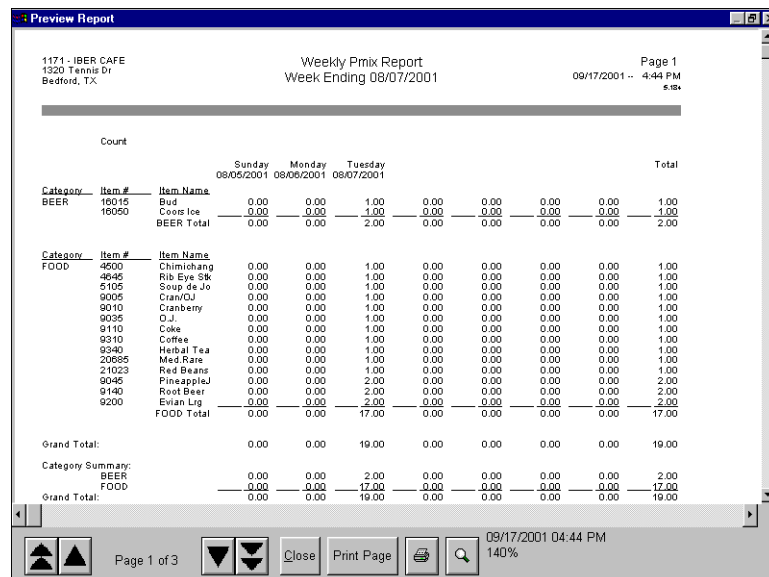 Preview Report
1171 - IBER CAFE Weekly Pmix Report Page 1
1320 Tennis Dr Week Ending 08/07/2001 09/17/2001 -- 4:44 PM
Bedford, TX 5.184
Count
Sunday Monday Tuesday Total
08/05/2001 08/06/2001 08/07/2001
Category Item # Item Name
BEER 16015 Bud 0.00 0.00 1.00 0.00 0.00 0.00 0.00 1.00
16050 Coors Ice 0.00 0.00 1.00 0.00 0.00 0.00 0.00 1.00
BEER Total 0.00 0.00 2.00 0.00 0.00 0.00 0.00 2.00
Category Item # Item Name
FOOD 4500 Chimichang 0.00 0.00 1.00 0.00 0.00 0.00 0.00 1.00
4645 Rib Eye Stk 0.00 0.00 1.00 0.00 0.00 0.00 0.00 1.00
5105 Soup de Jo 0.00 0.00 1.00 0.00 0.00 0.00 0.00 1.00
9005 Cran/OJ 0.00 0.00 1.00 0.00 0.00 0.00 0.00 1.00
9010 Cranberry 0.00 0.00 1.00 0.00 0.00 0.00 0.00 1.00
9035 O.J. 0.00 0.00 1.00 0.00 0.00 0.00 0.00 1.00
9110 Coke 0.00 0.00 1.00 0.00 0.00 0.00 0.00 1.00
9310 Coffee 0.00 0.00 1.00 0.00 0.00 0.00 0.00 1.00
9340 Herbal Tea 0.00 0.00 1.00 0.00 0.00 0.00 0.00 1.00
20685 Med.Rare 0.00 0.00 1.00 0.00 0.00 0.00 0.00 1.00
21023 Red Beans 0.00 0.00 1.00 0.00 0.00 0.00 0.00 1.00
9045 PineappleJ 0.00 0.00 2.00 0.00 0.00 0.00 0.00 2.00
9140 Root Beer 0.00 0.00 2.00 0.00 0.00 0.00 0.00 2.00
9200 Evian Lrg 0.00 0.00 2.00 0.00 0.00 0.00 0.00 2.00
FOOD Total 0.00 0.00 17.00 0.00 0.00 0.00 0.00 17.00
Grand Total: 0.00 0.00 19.00 0.00 0.00 0.00 0.00 19.00
Category Summary:
BEER 0.00 0.00 2.00 0.00 0.00 0.00 0.00 2.00
FOOD 0.00 0.00 17.00 0.00 0.00 0.00 0.00 17.00
Grand Total: 0.00 0.00 19.00 0.00 0.00 0.00 0.00 19.00
Page 1 of 3 Close Print Page 09/17/2001 04:44 PM
140%